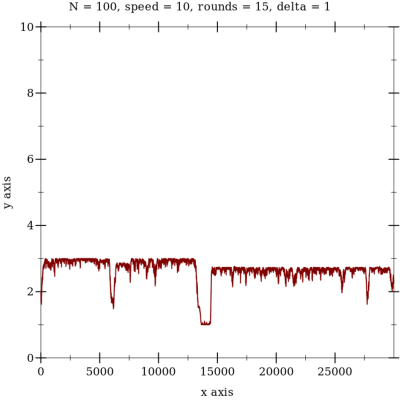 N = 100, speed = 10, rounds = 15, delta = 1
10
8
6
4
2
0
y axis
0 5000 10000 15000 20000 25000
x axis